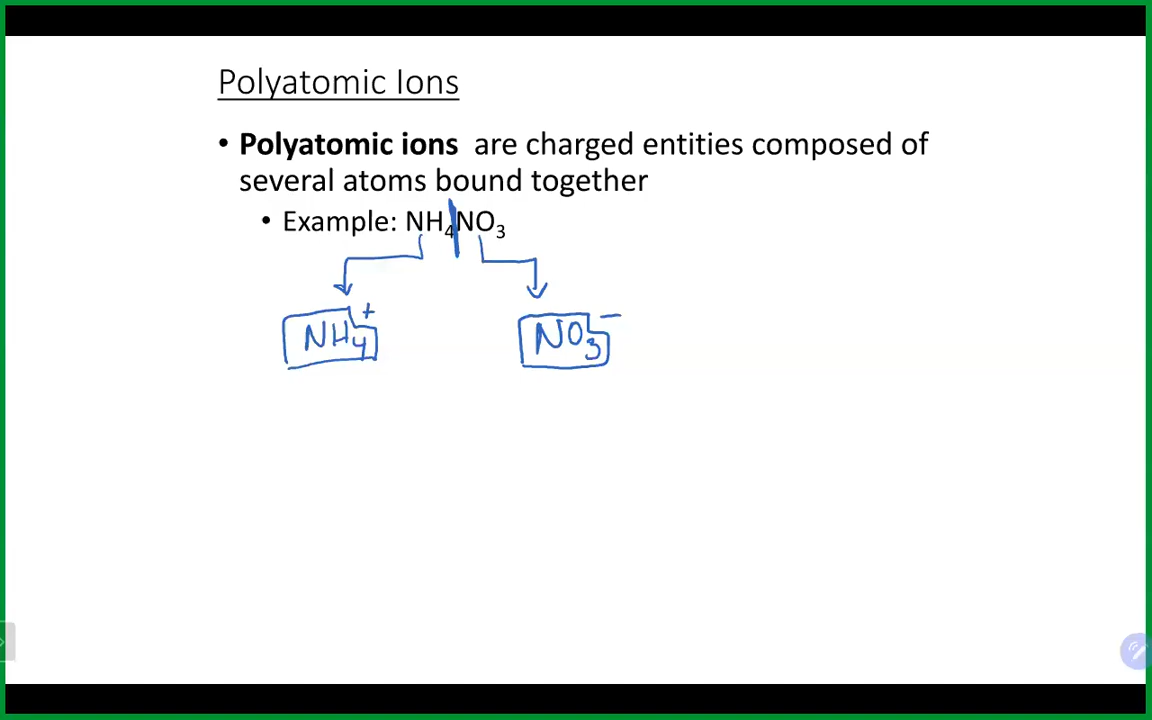 Polyatomic Ions
• Polyatomic ions are charged entities composed of
several atoms bound together
• Example: NH₄NO₃
NH₄⁺ NO₃⁻